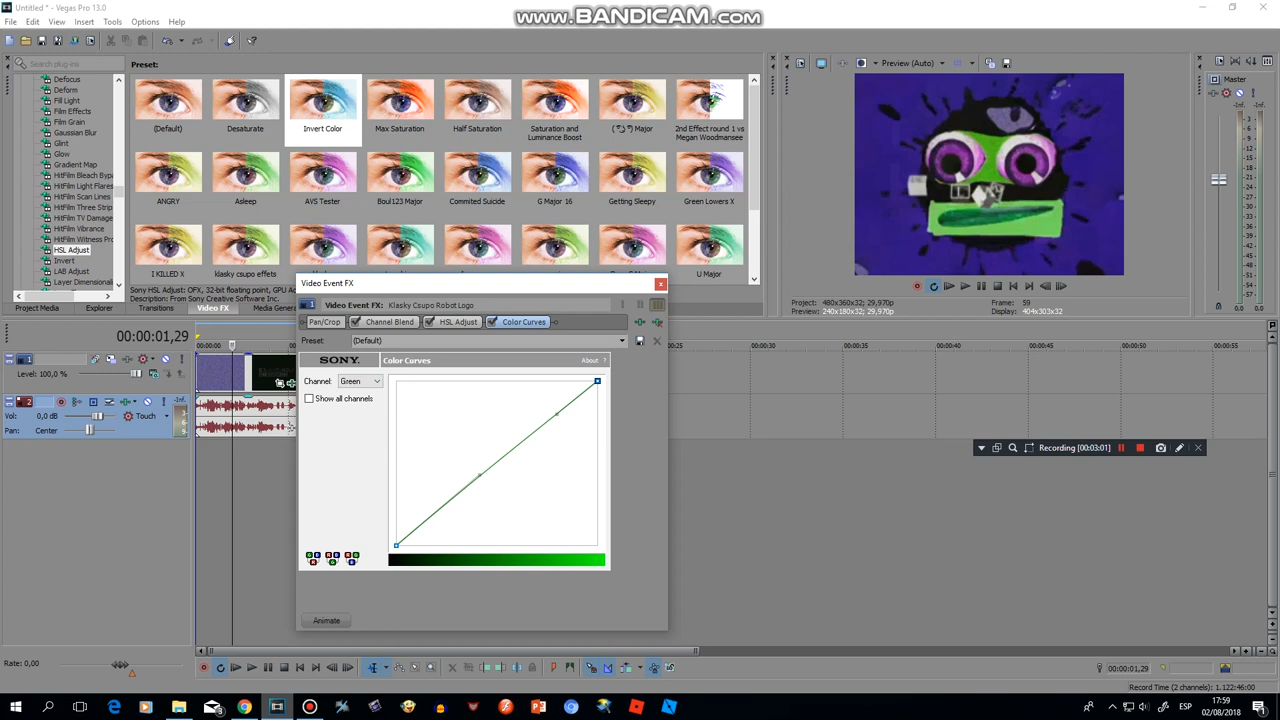 Untitled * - Vegas Pro 13.0
www.BANDICAM.com
File Edit View Insert Tools Options Help
Search plug-ins
Preset:
Preview (Auto)
Master
Defocus
Deform
Fill Light
Film Effects
Film Grain
Gaussian Blur
Glint
Glow
Gradient Map
HitFilm Bleach Byp
HitFilm Light Flares
HitFilm Scan Lines
HitFilm Three Strip
HitFilm TV Damage
HitFilm Vibrance
HitFilm Witness Pro
HSL Adjust
Invert
LAB Adjust
Layer Dimensionali
(Default) Desaturate Invert Color Max Saturation Half Saturation Saturation and Luminance Boost Major 2nd Effect round 1 vs Megan Woodmansee
ANGRY Asleep AVS Tester Boul123 Major Commited Suicide G Major 16 Getting Sleepy Green Lowers X
I KILLED X klasky csupo effets U Major
Sony HSL Adjust: OFX, 32-bit floating point, GPU Ac
Description: From Sony Creative Software Inc.
Project Media Explorer Transitions Video FX Media Genera
Project: 480x360x32; 29,970p
Preview: 240x180x32; 29,970p
Frame: 59
Display: 404x303x32
Video Event FX
Video Event FX: Klasky Csupo Robot Logo
Pan/Crop Channel Blend HSL Adjust Color Curves
Preset: (Default)
SONY Color Curves About ?
Channel: Green
Show all channels
Animate
00:00:01,29
00:00:00
00:00:30 00:00:35 00:00:40 00:00:45 00:00:50 00:00:55
1
Level: 100,0 %
2
Vol: 0,0 dB Touch
Pan: Center
Recording [00:03:01]
Rate: 0,00
00:00:01,29
Record Time (2 channels): 1.122:46:00
ESP
17:59
02/08/2018